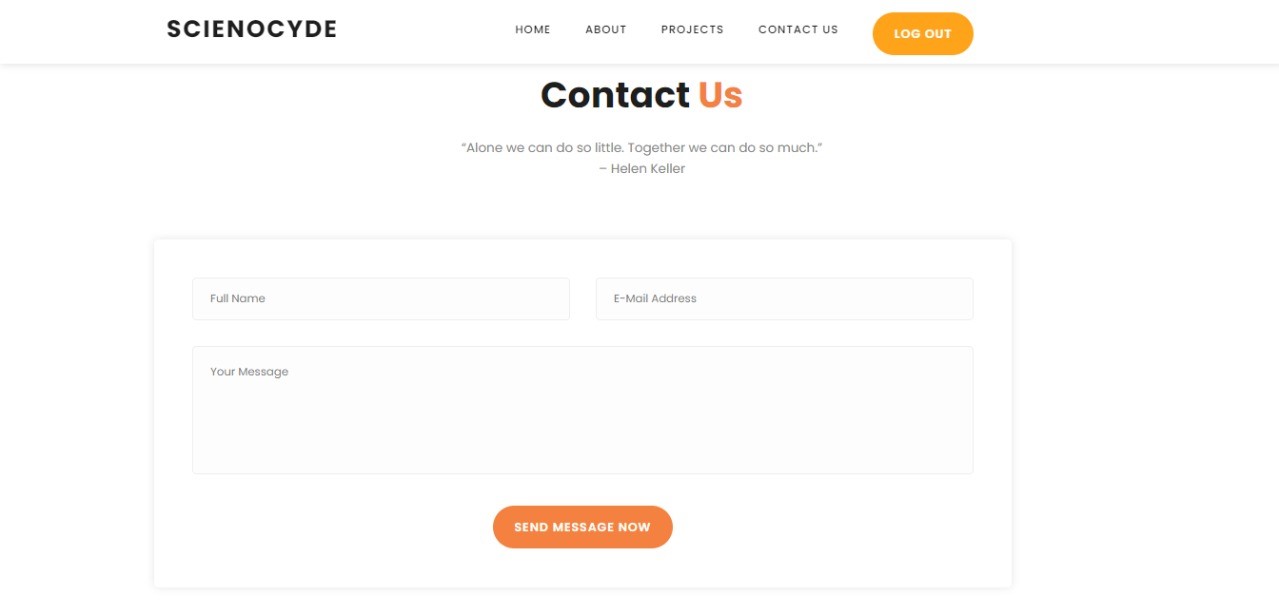 SCIENOCYDE
HOME ABOUT PROJECTS CONTACT US LOG OUT
Contact Us
“Alone we can do so little. Together we can do so much.”
– Helen Keller
Full Name E-Mail Address
Your Message
SEND MESSAGE NOW